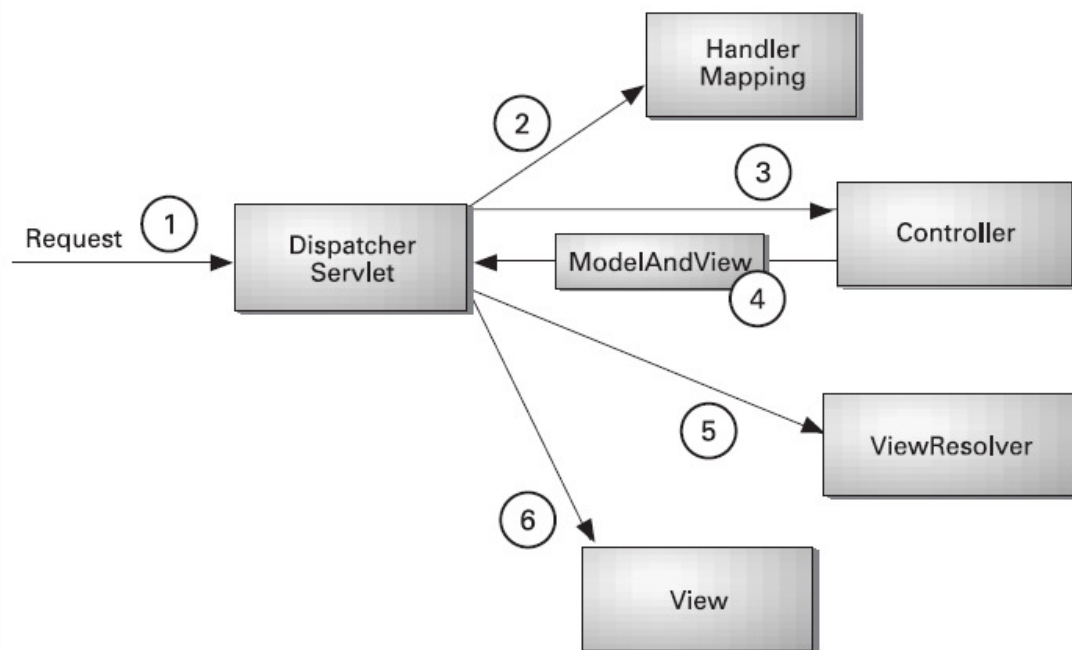 Handler
Mapping
2
3
1
Request
Dispatcher
Servlet
Controller
ModelAndView
4
5
ViewResolver
6
View